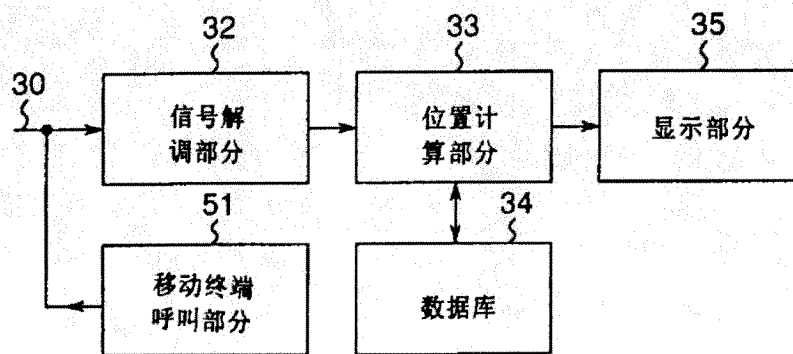 32
33
35
30
信号解
调部分
位置计
算部分
显示部分
51
34
移动终端
呼叫部分
数据库